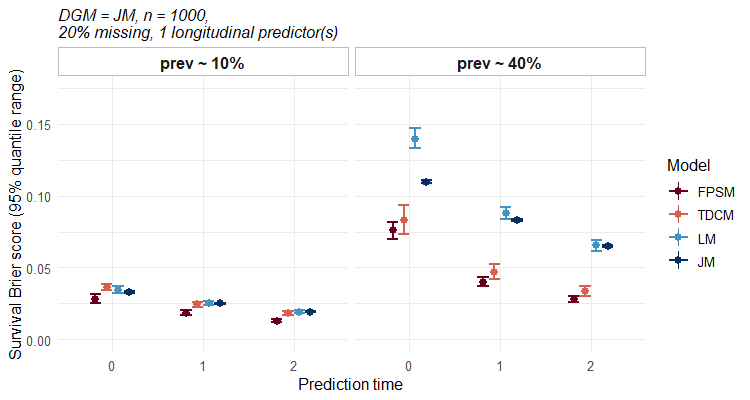 DGM = JM, n = 1000,
20% missing, 1 longitudinal predictor(s)
prev ~ 10%
prev ~ 40%
Survival Brier score (95% quantile range)
0.15
0.10
0.05
0.00
0
1
2
0
1
2
Prediction time
Model
FPSM
TDCM
LM
JM